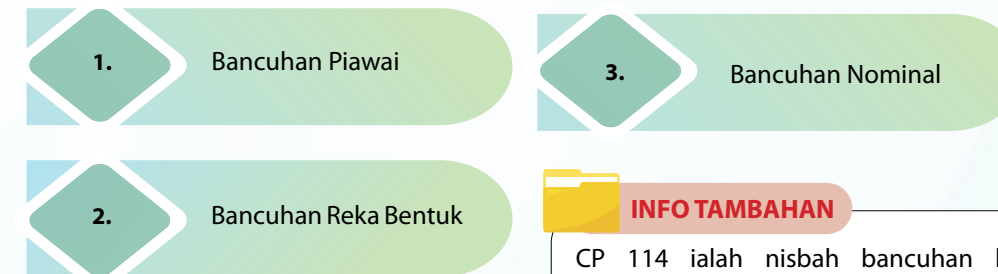 1. Bancuhan Piawai
2. Bancuhan Reka Bentuk
3. Bancuhan Nominal
INFO TAMBAHAN
CP 114 ialah nisbah bancuhan